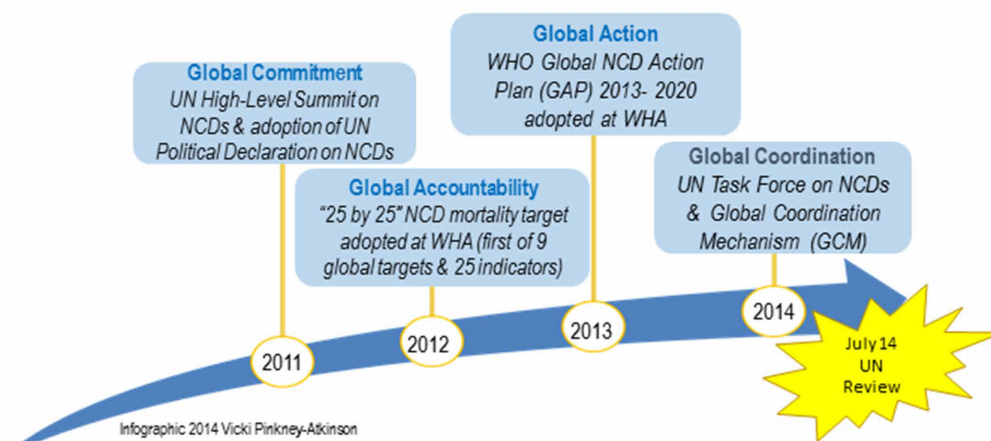 Global Commitment
UN High-Level Summit on
NCDs & adoption of UN
Political Declaration on NCDs
Global Accountability
"25 by 25" NCD mortality target
adopted at WHA (first of 9
global targets & 25 indicators)
Global Action
WHO Global NCD Action
Plan (GAP) 2013- 2020
adopted at WHA
Global Coordination
UN Task Force on NCDs
& Global Coordination
Mechanism (GCM)
2011
2012
2013
2014
July 14
UN
Review
Infographic 2014 Vicki Pinkney-Atkinson